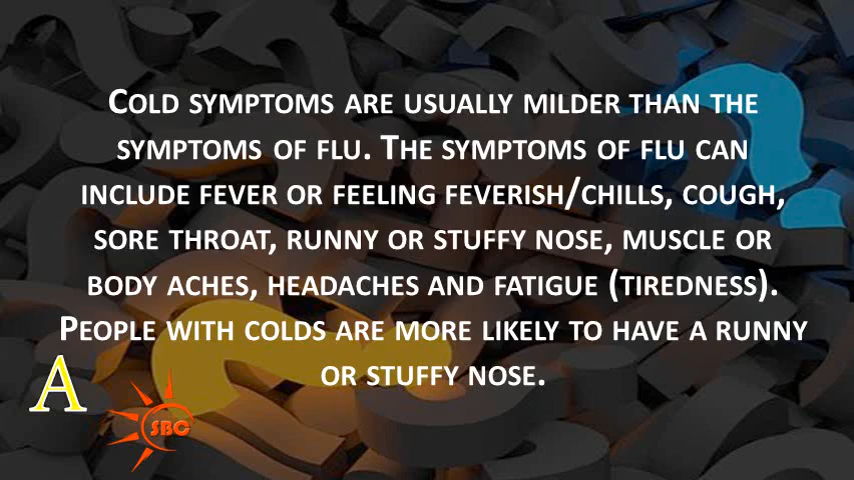 Cold symptoms are usually milder than the
symptoms of flu. The symptoms of flu can
include fever or feeling feverish/chills, cough,
sore throat, runny or stuffy nose, muscle or
body aches, headaches and fatigue (tiredness).
People with colds are more likely to have a runny
or stuffy nose.
A
SBC